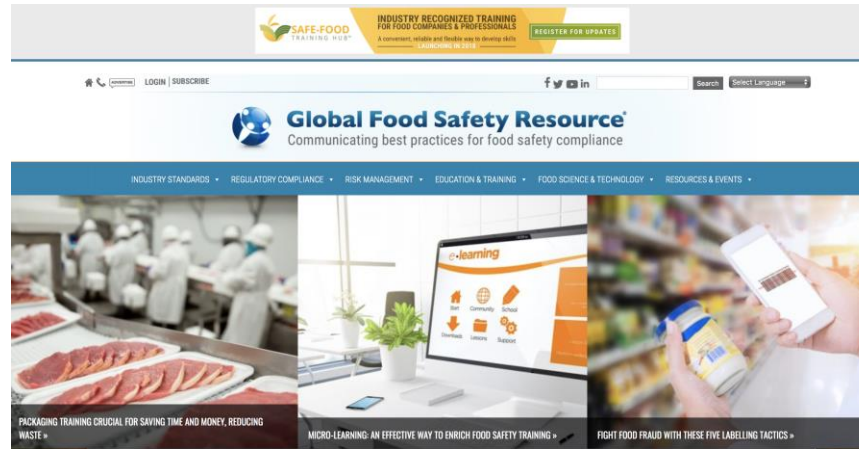 SAFE-FOOD
TRAINING HUB
INDUSTRY RECOGNIZED TRAINING
FOR FOOD COMPANIES & PROFESSIONALS
A convenient, reliable and flexible way to develop skills
LAUNCHING IN 2018
REGISTER FOR UPDATES
ADVERTISING
LOGIN | SUBSCRIBE
Search
Select Language
Global Food Safety Resource®
Communicating best practices for food safety compliance
INDUSTRY STANDARDS
REGULATORY COMPLIANCE
RISK MANAGEMENT
EDUCATION & TRAINING
FOOD SCIENCE & TECHNOLOGY
RESOURCES & EVENTS
e-learning
Start
Community
School
Downloads
Lessons
Support
PACKAGING TRAINING CRUCIAL FOR SAVING TIME AND MONEY, REDUCING
WASTE »
MICRO-LEARNING: AN EFFECTIVE WAY TO ENRICH FOOD SAFETY TRAINING »
FIGHT FOOD FRAUD WITH THESE FIVE LABELLING TACTICS »